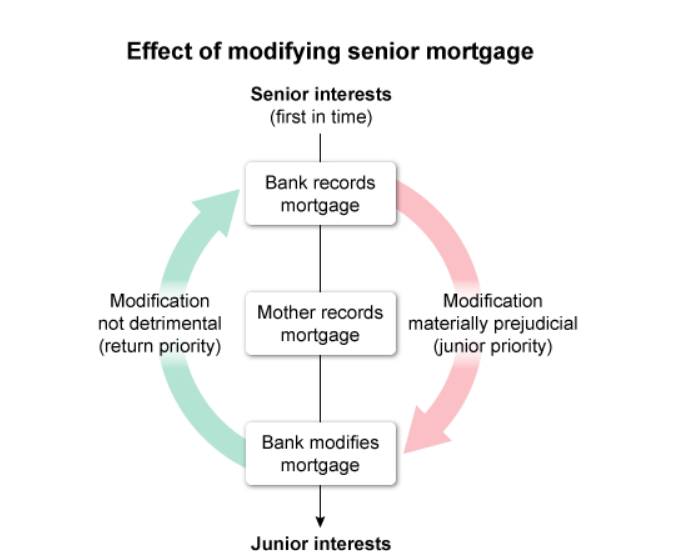 Effect of modifying senior mortgage
Senior interests
(first in time)
Bank records
mortgage
Mother records
mortgage
Modification
not detrimental
(return priority)
Modification
materially prejudicial
(junior priority)
Bank modifies
mortgage
Junior interests